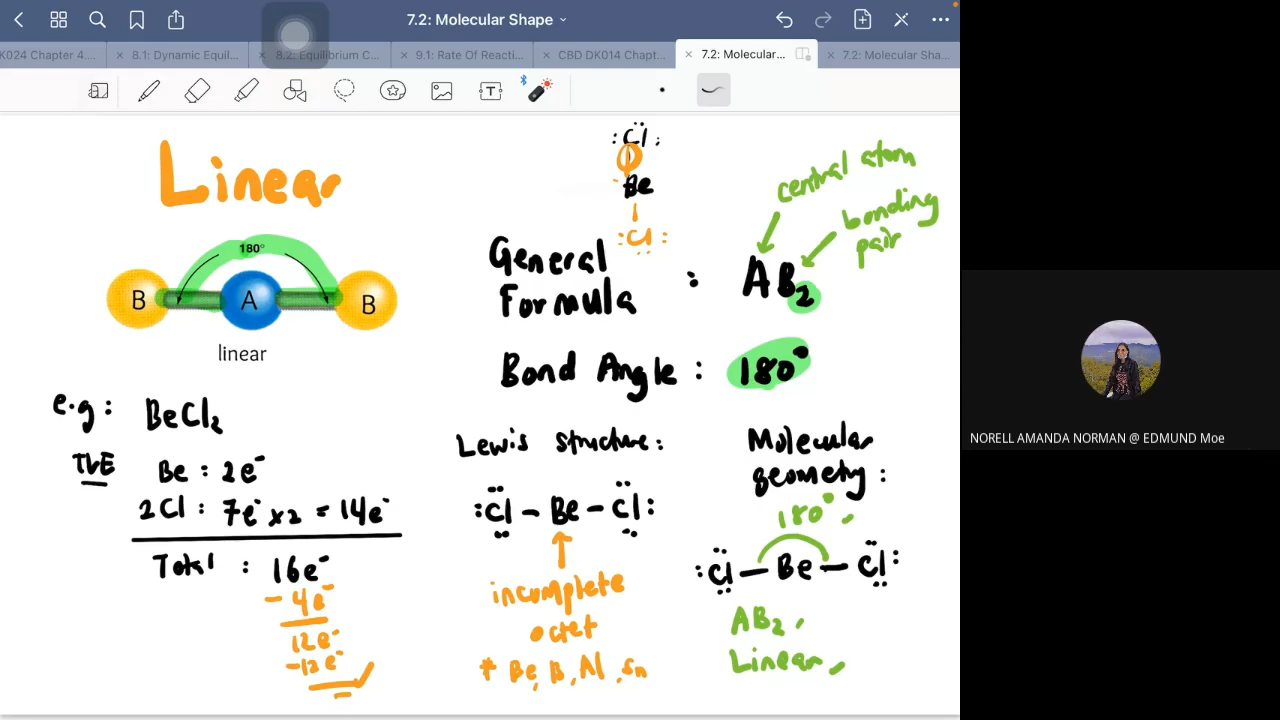 7.2: Molecular Shape
K024 Chapter 4....
8.1: Dynamic Equil...
8.2: Equilibrium C...
9.1: Rate Of Reacti...
CBD DK014 Chapt...
7.2: Molecular...
7.2: Molecular Sha...
Linear
180°
B
A
B
linear
Cl
Be
Cl
central atom
bonding
pair
General
Formula
: AB2
Bond Angle : 180°
e.g : BeCl2
TVE
Be : 2e-
2Cl : 7e- x 2 = 14e-
Total : 16e-
- 4e-
12e-
-12e-
Lewis structure:
:Cl - Be - Cl:
incomplete
octet
* Be, B, Al, Sn
Molecular
geometry :
180°
:Cl — Be — Cl:
AB2
Linear
NORELL AMANDA NORMAN @ EDMUND Moe